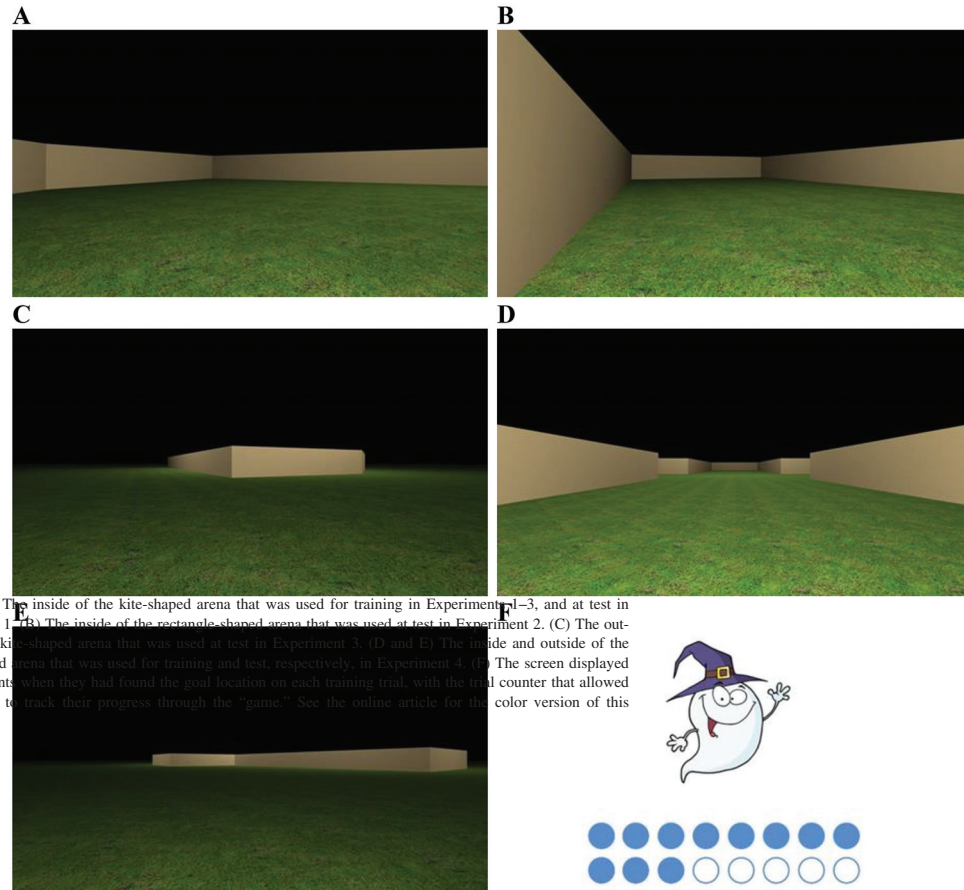 A
B
C
D
The inside of the kite-shaped arena that was used for training in Experiments 1–3, and at test in
1. (B) The inside of the rectangle-shaped arena that was used at test in Experiment 2. (C) The out-
kite-shaped arena that was used at test in Experiment 3. (D and E) The inside and outside of the
d arena that was used for training and test, respectively, in Experiment 4. (F) The screen displayed
nts when they had found the goal location on each training trial, with the trial counter that allowed
to track their progress through the “game.” See the online article for the color version of this
E
F